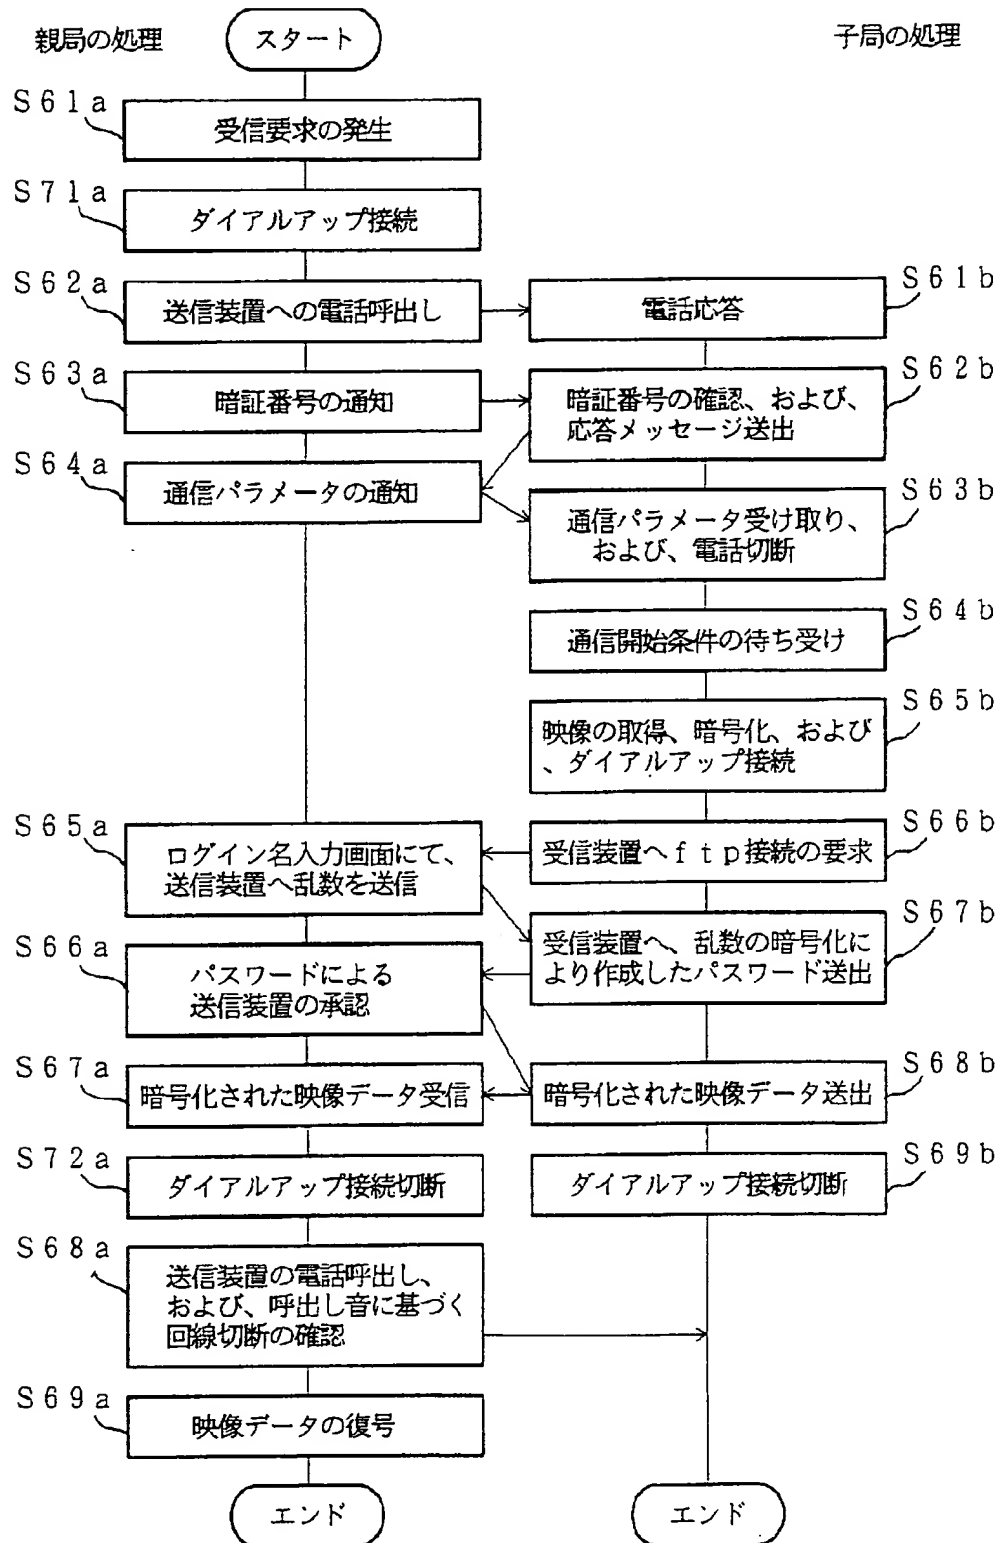 親局の処理
スタート
子局の処理
S61a
受信要求の発生
S71a
ダイアルアップ接続
S62a
送信装置への電話呼出し
S61b
電話応答
S63a
暗証番号の通知
S62b
暗証番号の確認、および、
応答メッセージ送出
S64a
通信パラメータの通知
S63b
通信パラメータ受け取り、
および、電話切断
S64b
通信開始条件の待ち受け
S65b
映像の取得、暗号化、および
、ダイアルアップ接続
S65a
ログイン名入力画面にて、
送信装置へ乱数を送信
S66b
受信装置へftp接続の要求
S67b
受信装置へ、乱数の暗号化に
より作成したパスワード送出
S66a
パスワードによる
送信装置の承認
S67a
暗号化された映像データ受信
S68b
暗号化された映像データ送出
S72a
ダイアルアップ接続切断
S69b
ダイアルアップ接続切断
S68a
送信装置の電話呼出し、
および、呼出し音に基づく
回線切断の確認
S69a
映像データの復号
エンド
エンド